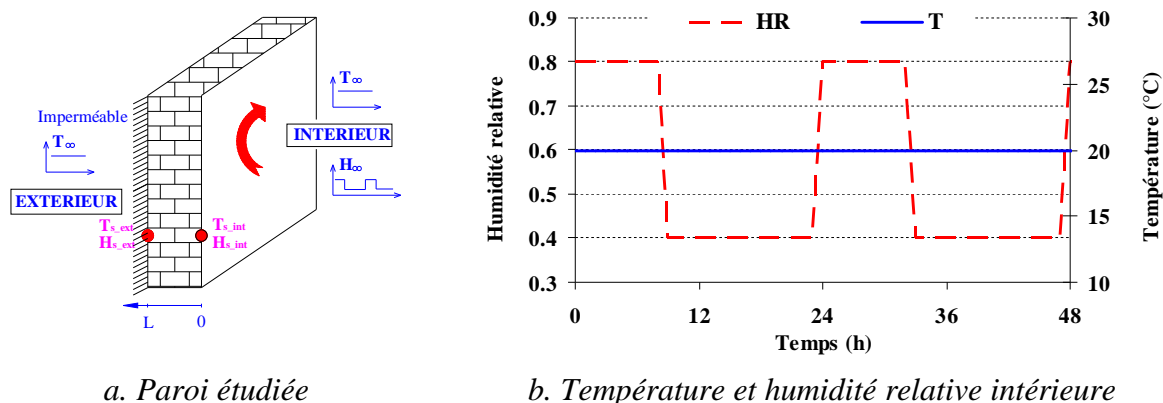 Imperméable
T∞
EXTERIEUR
T∞
INTERIEUR
H∞
Ts_ext
Hs_ext
Ts_int
Hs_int
L 0
a. Paroi étudiée
HR T
Humidité relative
0.9
0.8
0.7
0.6
0.5
0.4
0.3
0 12 24 36 48
Temps (h)
30
25
20
15
10
Température (°C)
b. Température et humidité relative intérieure